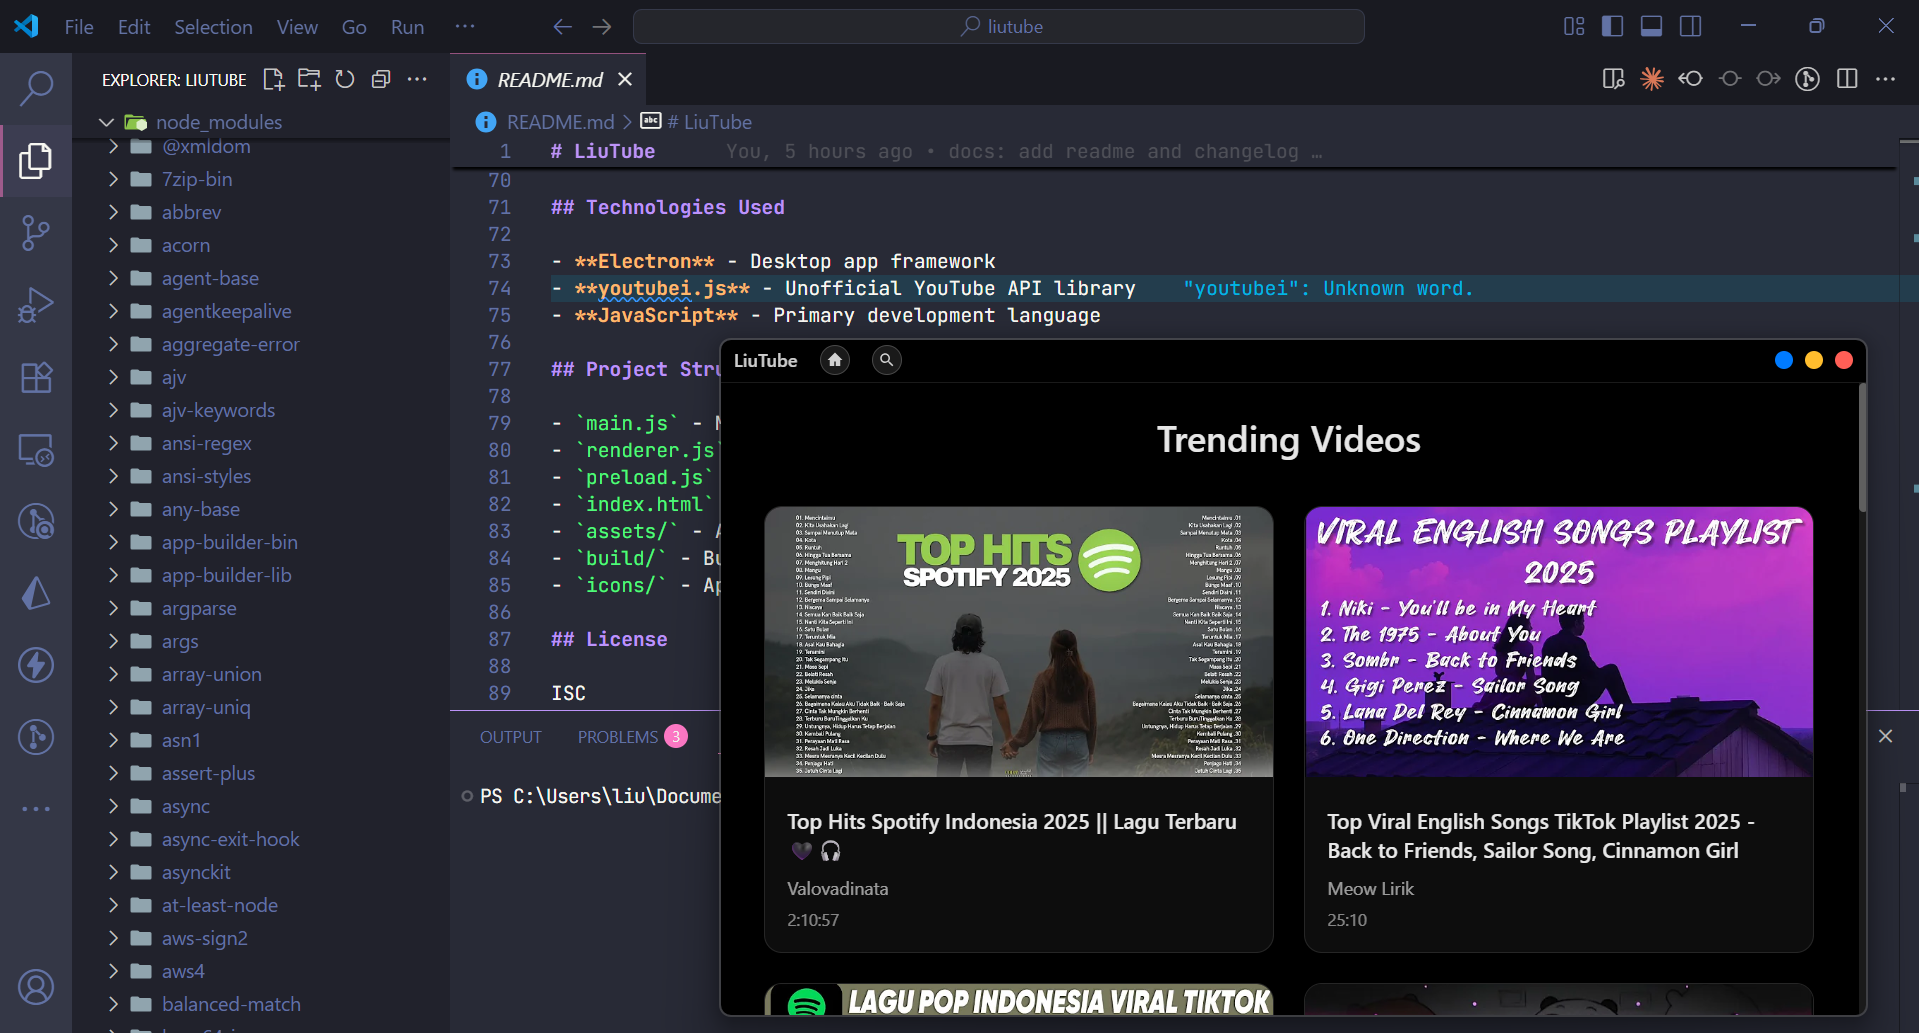 File Edit Selection View Go Run
liutube
EXPLORER: LIUTUBE
node_modules
@xmldom
7zip-bin
abbrev
acorn
agent-base
agentkeepalive
aggregate-error
ajv
ajv-keywords
ansi-regex
ansi-styles
any-base
app-builder-bin
app-builder-lib
argparse
args
array-union
array-uniq
asn1
assert-plus
async
async-exit-hook
asynckit
at-least-node
aws-sign2
aws4
balanced-match
README.md
README.md > # LiuTube
1 # LiuTube You, 5 hours ago • docs: add readme and changelog …
70
71 ## Technologies Used
72
73 - **Electron** - Desktop app framework
74 - **youtubei.js** - Unofficial YouTube API library "youtubei": Unknown word.
75 - **JavaScript** - Primary development language
76
77 ## Project Stru
78
79 - `main.js` -
80 - `renderer.js`
81 - `preload.js`
82 - `index.html`
83 - `assets/` - A
84 - `build/` - Bu
85 - `icons/` - Ap
86
87 ## License
88
89 ISC
OUTPUT PROBLEMS 3
PS C:\Users\liu\Docume
LiuTube
Trending Videos
TOP HITS
SPOTIFY 2025
Top Hits Spotify Indonesia 2025 || Lagu Terbaru
🖤 🎧
Valovadinata
2:10:57
VIRAL ENGLISH SONGS PLAYLIST
2025
1. Niki - You'll be in My Heart
2. The 1975 - About You
3. Sombr - Back to Friends
4. Gigi Perez - Sailor Song
5. Lana Del Rey - Cinnamon Girl
6. One Direction - Where We Are
Top Viral English Songs TikTok Playlist 2025 -
Back to Friends, Sailor Song, Cinnamon Girl
Meow Lirik
25:10
LAGU POP INDONESIA VIRAL TIKTOK